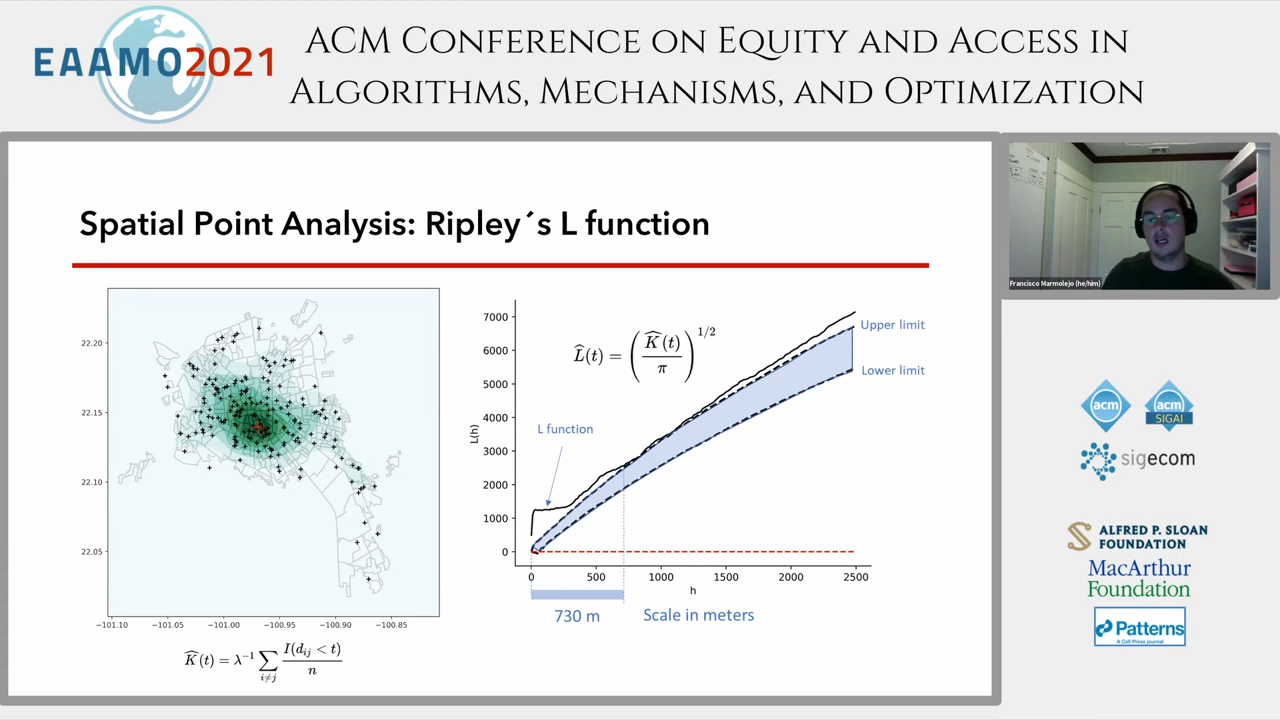 EAAMO2021
ACM Conference on Equity and Access in
Algorithms, Mechanisms, and Optimization
Spatial Point Analysis: Ripley´s L function
22.20
22.15
22.10
22.05
−101.10 −101.05 −101.00 −100.95 −100.90 −100.85
K̂(t) = λ⁻¹ ∑ i≠j I(dij < t) / n
L̂(t) = (K̂(t) / π)^1/2
Upper limit
Lower limit
L function
L(h)
7000
6000
5000
4000
3000
2000
1000
0
0 500 1000 1500 2000 2500
h
730 m
Scale in meters
Francisco Marmolejo (he/him)
acm
acm
SIGAI
sigecom
ALFRED P. SLOAN
FOUNDATION
MacArthur
Foundation
Patterns
A Cell Press journal